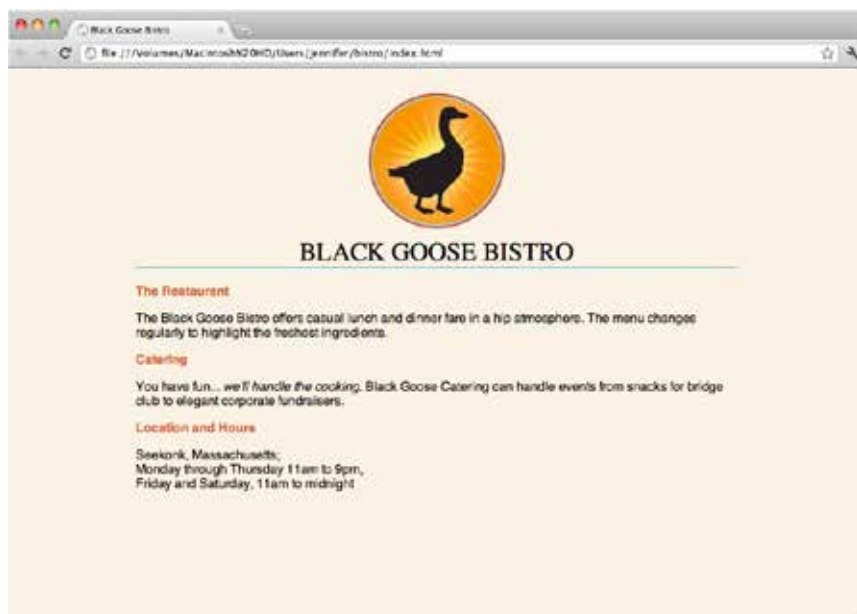 Black Goose Bistro
file:///Volumes/Macintosh%20HD/Users/jennifer/bistro/index.html
BLACK GOOSE BISTRO
The Restaurant
The Black Goose Bistro offers casual lunch and dinner fare in a hip atmosphere. The menu changes
regularly to highlight the freshest ingredients.
Catering
You have fun... we'll handle the cooking. Black Goose Catering can handle events from snacks for bridge
club to elegant corporate fundraisers.
Location and Hours
Seekonk, Massachusetts;
Monday through Thursday 11am to 9pm,
Friday and Saturday, 11am to midnight